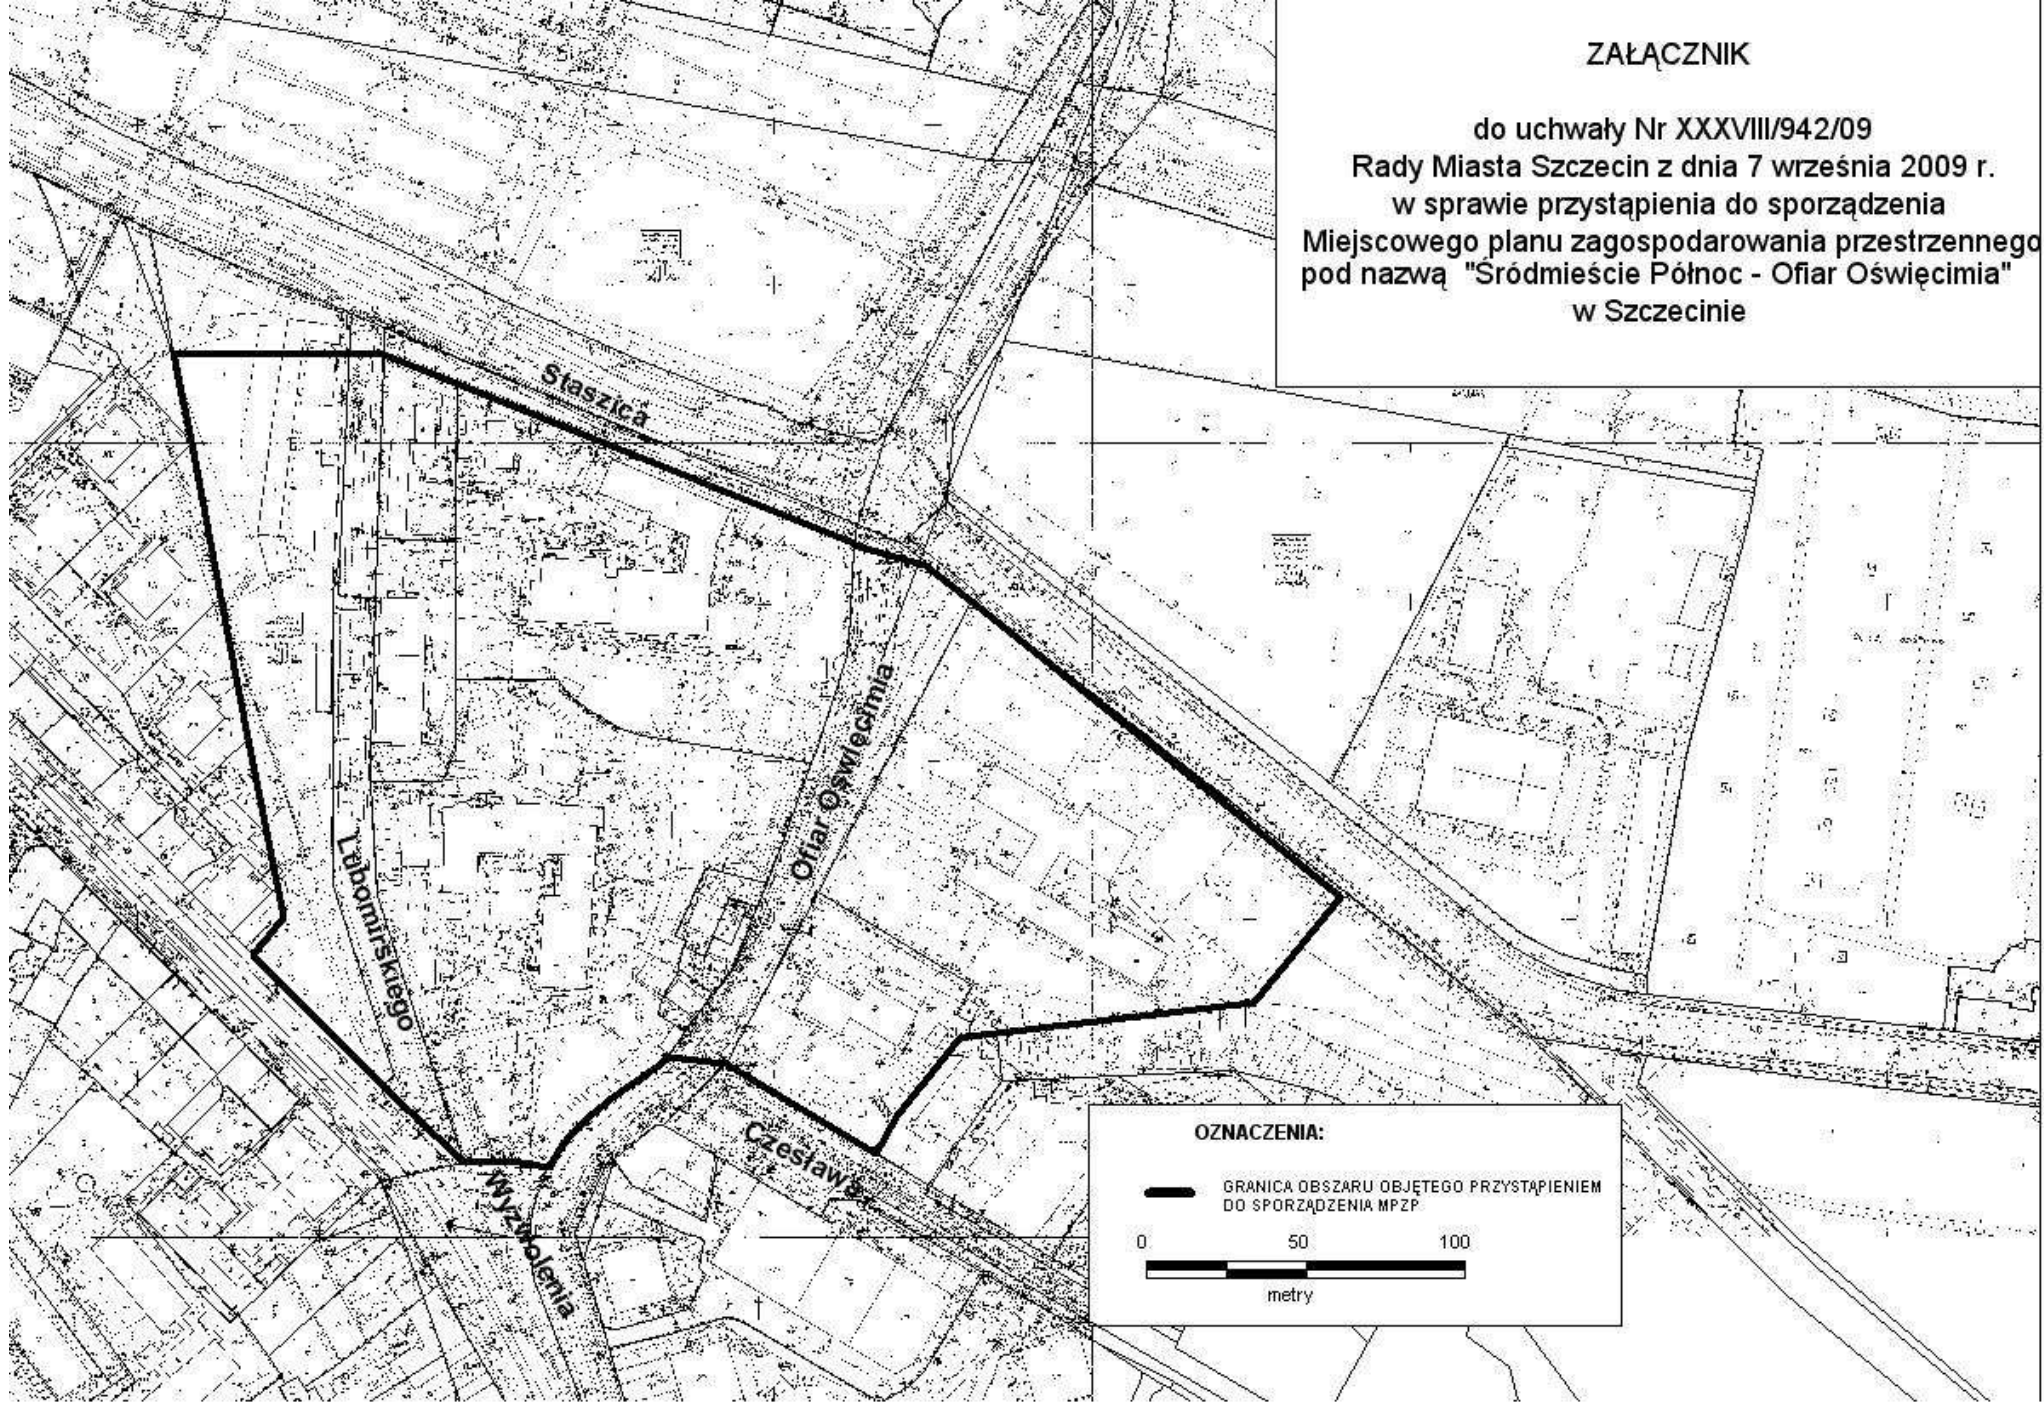 ZAŁĄCZNIK
do uchwały Nr XXXVIII/942/09
Rady Miasta Szczecin z dnia 7 września 2009 r.
w sprawie przystąpienia do sporządzenia
Miejscowego planu zagospodarowania przestrzennego
pod nazwą "Śródmieście Północ - Ofiar Oświęcimia"
w Szczecinie
Staszica
Ofiar Oświęcimia
Lubomirskiego
Czesława
Wyzwolenia
OZNACZENIA:
GRANICA OBSZARU OBJĘTEGO PRZYSTĄPIENIEM
DO SPORZĄDZENIA MPZP
0 50 100
metry